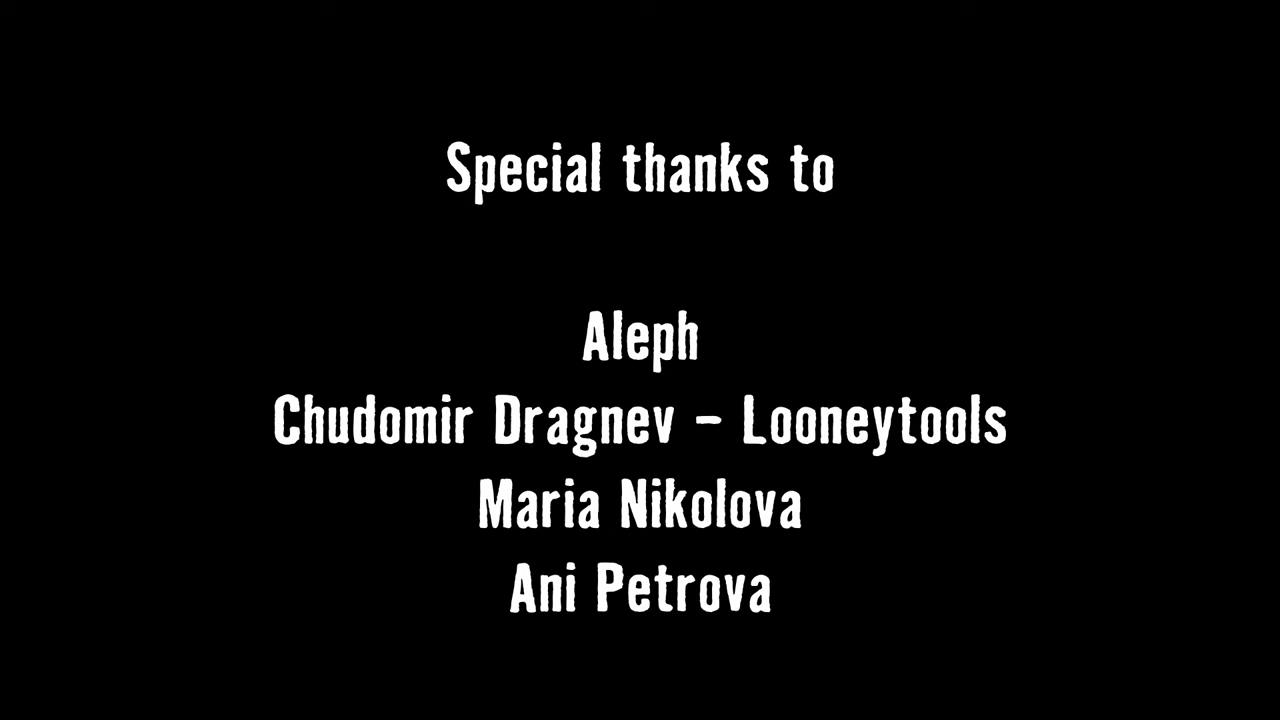 Special thanks to
Aleph
Chudomir Dragnev – Looneytools
Maria Nikolova
Ani Petrova